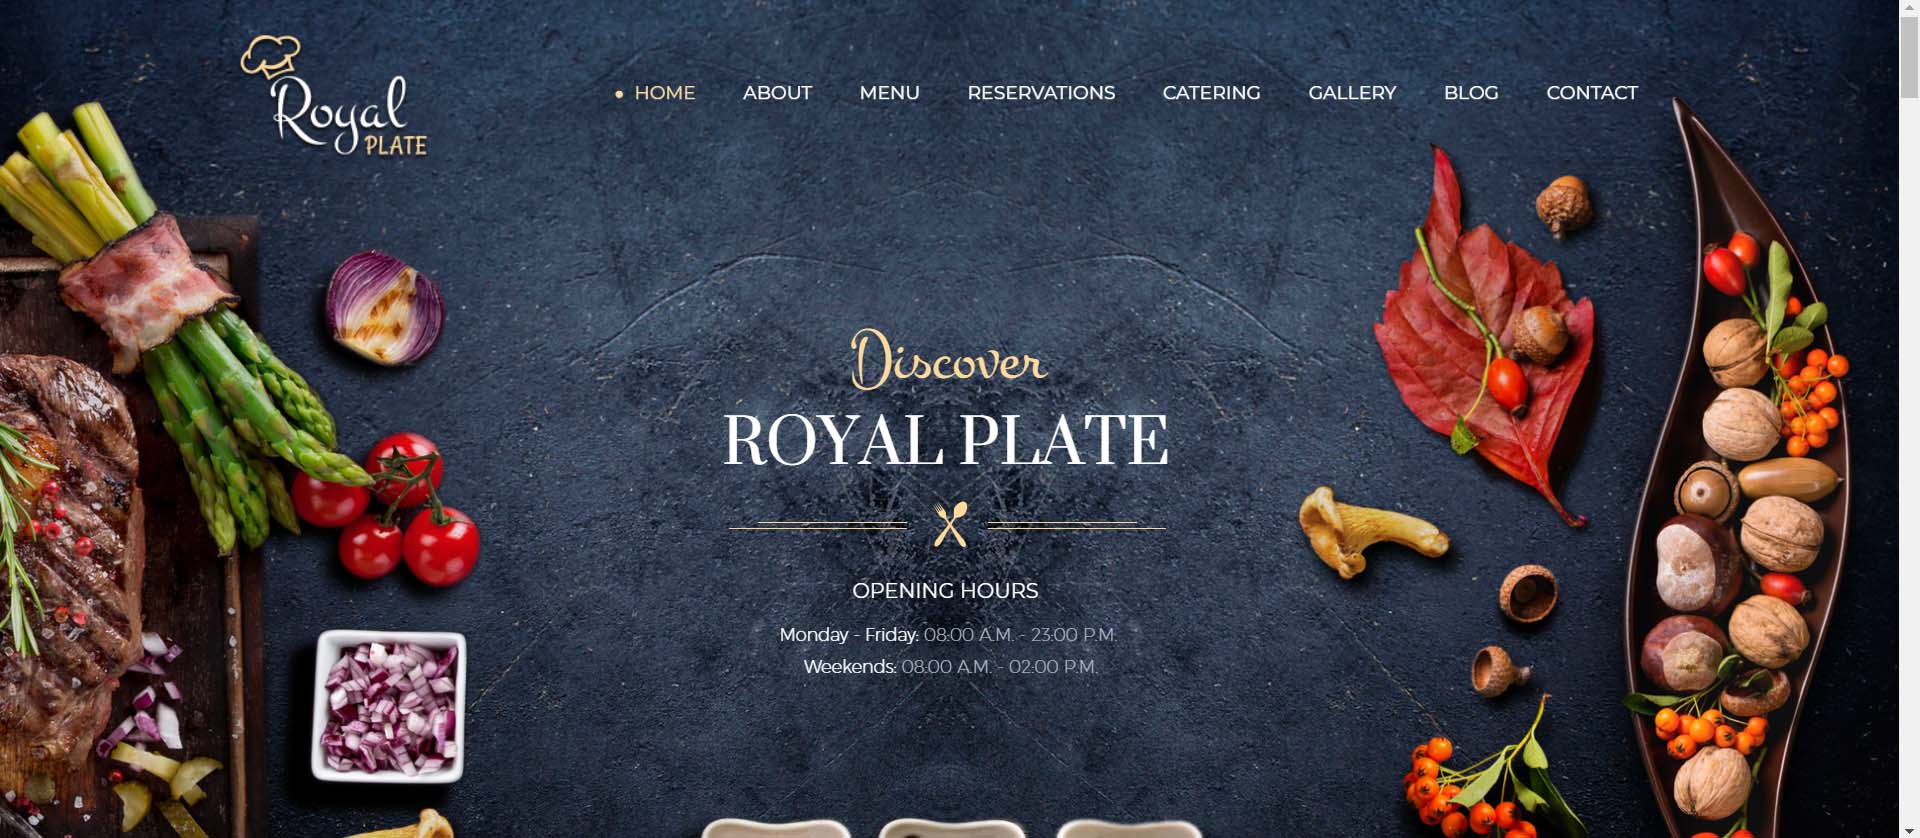 Royal
PLATE
HOME ABOUT MENU RESERVATIONS CATERING GALLERY BLOG CONTACT
Discover
ROYAL PLATE
OPENING HOURS
Monday - Friday: 08:00 A.M. - 23:00 P.M.
Weekends: 08:00 A.M. - 02:00 P.M.